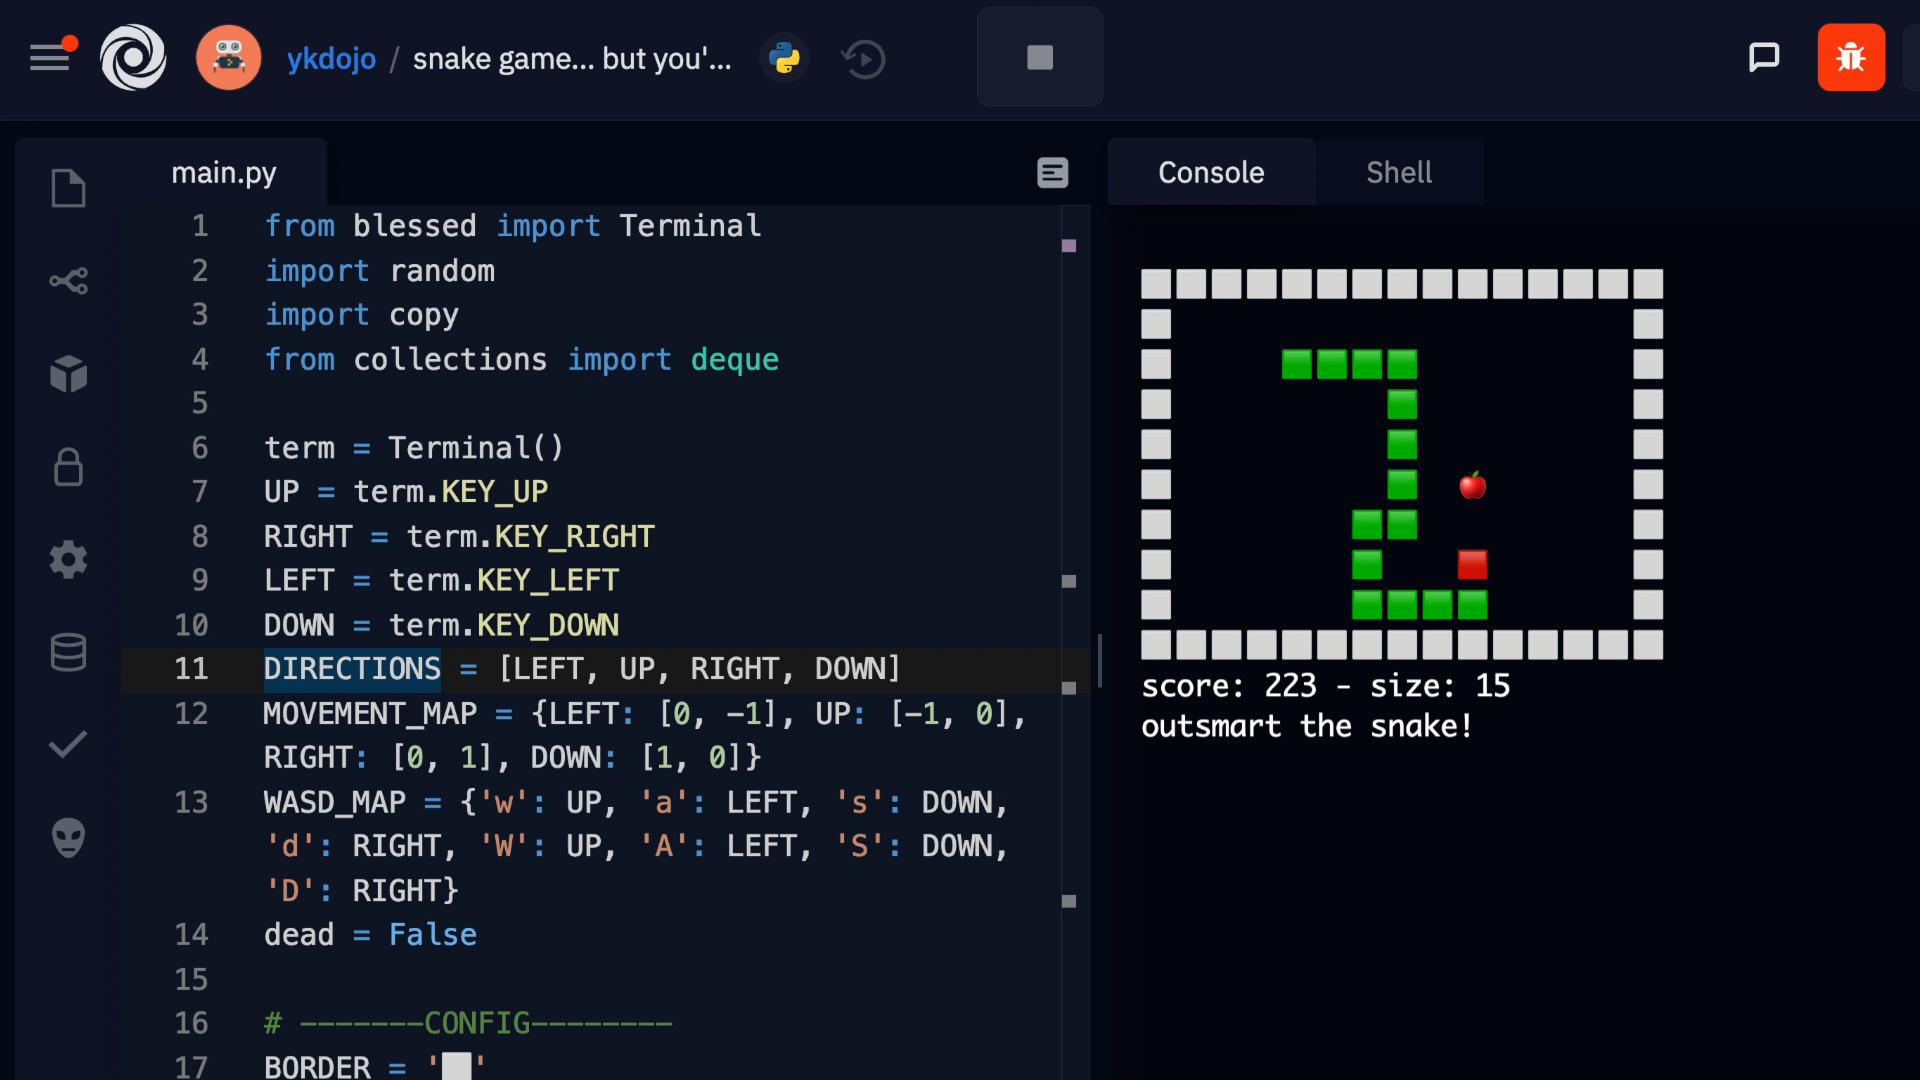 ykdojo / snake game... but you'...
main.py
Console
Shell
1 from blessed import Terminal
2 import random
3 import copy
4 from collections import deque
5
6 term = Terminal()
7 UP = term.KEY_UP
8 RIGHT = term.KEY_RIGHT
9 LEFT = term.KEY_LEFT
10 DOWN = term.KEY_DOWN
11 DIRECTIONS = [LEFT, UP, RIGHT, DOWN]
12 MOVEMENT_MAP = {LEFT: [0, -1], UP: [-1, 0],
RIGHT: [0, 1], DOWN: [1, 0]}
13 WASD_MAP = {'w': UP, 'a': LEFT, 's': DOWN,
'd': RIGHT, 'W': UP, 'A': LEFT, 'S': DOWN,
'D': RIGHT}
14 dead = False
15
16 # -------CONFIG--------
17 BORDER = '⬜'
score: 223 - size: 15
outsmart the snake!